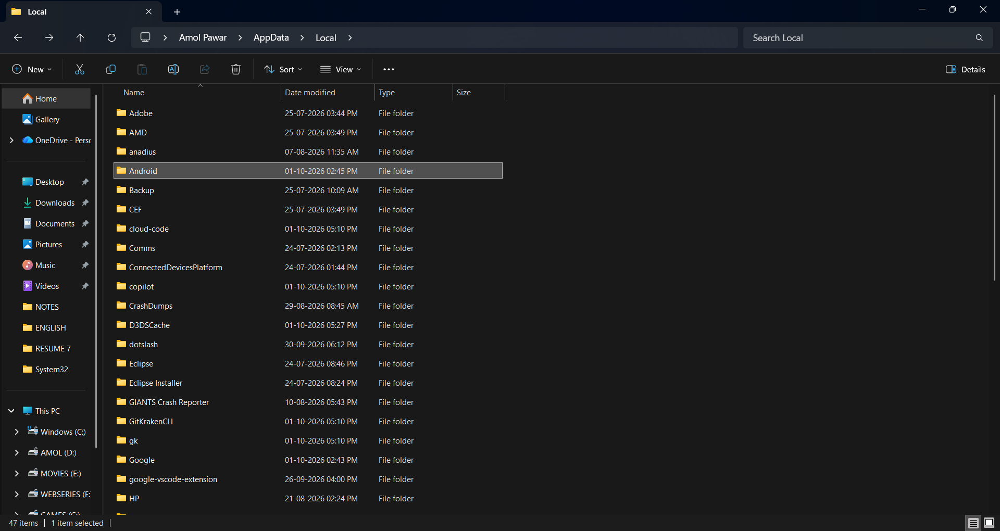 Local
Amol Pawar > AppData > Local >
Search Local
New
Sort
View
Details
Name Date modified Type Size
Home
Gallery
OneDrive - Perso
Desktop
Downloads
Documents
Pictures
Music
Videos
NOTES
ENGLISH
RESUME 7
System32
This PC
Windows (C:)
AMOL (D:)
MOVIES (E:)
WEBSERIES (F:
GAMES (G:)
Adobe 25-07-2026 03:44 PM File folder
AMD 25-07-2026 03:49 PM File folder
anadius 07-08-2026 11:35 AM File folder
Android 01-10-2026 02:45 PM File folder
Backup 25-07-2026 10:09 AM File folder
CEF 25-07-2026 03:49 PM File folder
cloud-code 01-10-2026 05:10 PM File folder
Comms 24-07-2026 02:13 PM File folder
ConnectedDevicesPlatform 24-07-2026 01:44 PM File folder
copilot 01-10-2026 05:10 PM File folder
CrashDumps 29-08-2026 08:45 AM File folder
D3DSCache 01-10-2026 05:27 PM File folder
dotslash 30-09-2026 06:12 PM File folder
Eclipse 24-07-2026 08:46 PM File folder
Eclipse Installer 24-07-2026 08:24 PM File folder
GIANTS Crash Reporter 10-08-2026 05:43 PM File folder
GitKrakenCLI 01-10-2026 05:10 PM File folder
gk 01-10-2026 05:10 PM File folder
Google 01-10-2026 02:43 PM File folder
google-vscode-extension 26-09-2026 04:00 PM File folder
HP 21-08-2026 02:24 PM File folder
47 items 1 item selected